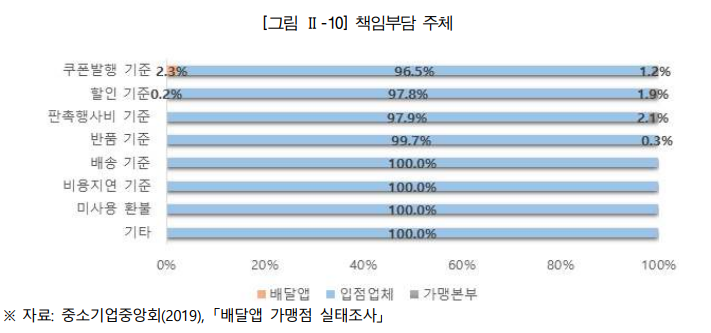 [그림 Ⅱ-10] 책임부담 주체
쿠폰발행 기준 2.3% 96.5% 1.2%
할인 기준 0.2% 97.8% 1.9%
판촉행사비 기준 97.9% 2.1%
반품 기준 99.7% 0.3%
배송 기준 100.0%
비용지연 기준 100.0%
미사용 환불 100.0%
기타 100.0%
0% 20% 40% 60% 80% 100%
배달앱 입점업체 가맹본부
※ 자료: 중소기업중앙회(2019),「배달앱 가맹점 실태조사」